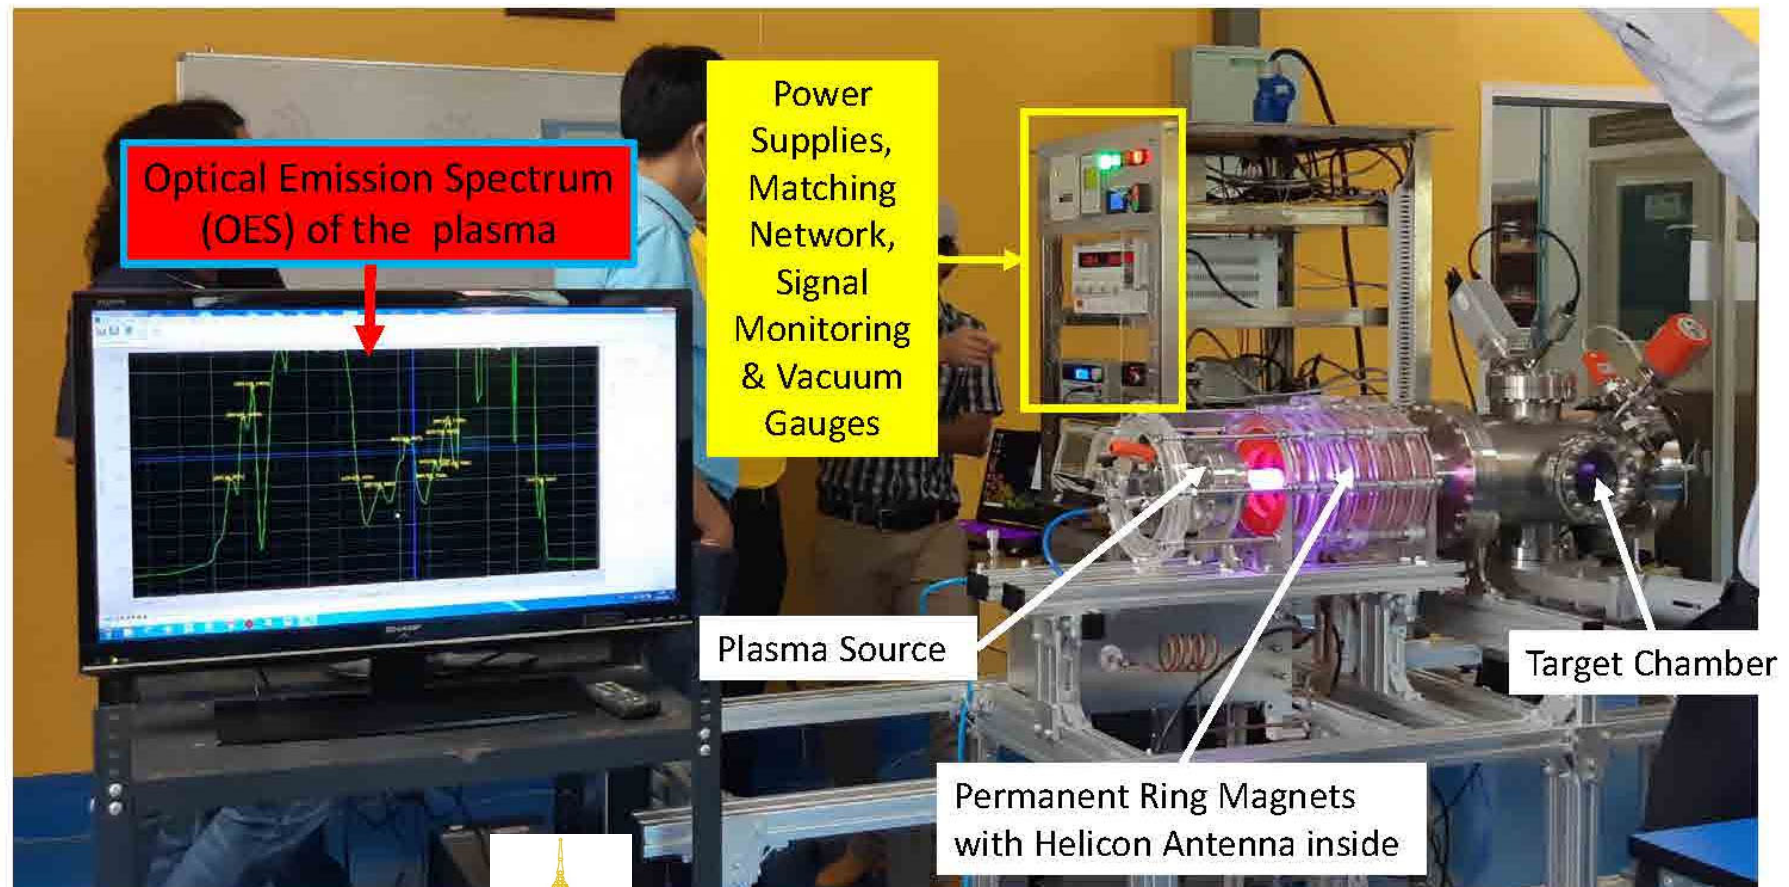 Optical Emission Spectrum
(OES) of the plasma
Power
Supplies,
Matching
Network,
Signal
Monitoring
& Vacuum
Gauges
SHARP
Plasma Source
Target Chamber
Permanent Ring Magnets
with Helicon Antenna inside